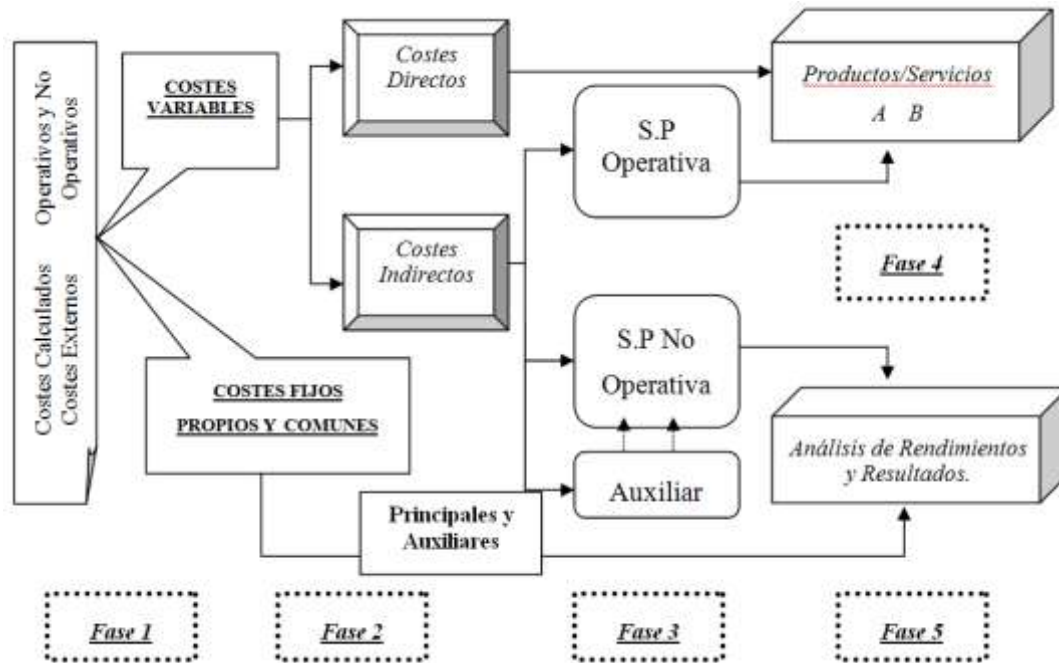 Costes Calculados Operativos y No
Costes Externos Operativos
COSTES
VARIABLES
COSTES FIJOS
PROPIOS Y COMUNES
Costes
Directos
Costes
Indirectos
Principales y
Auxiliares
S.P
Operativa
S.P No
Operativa
Auxiliar
Productos/Servicios
A B
Análisis de Rendimientos
y Resultados.
Fase 4
Fase 1
Fase 2
Fase 3
Fase 5